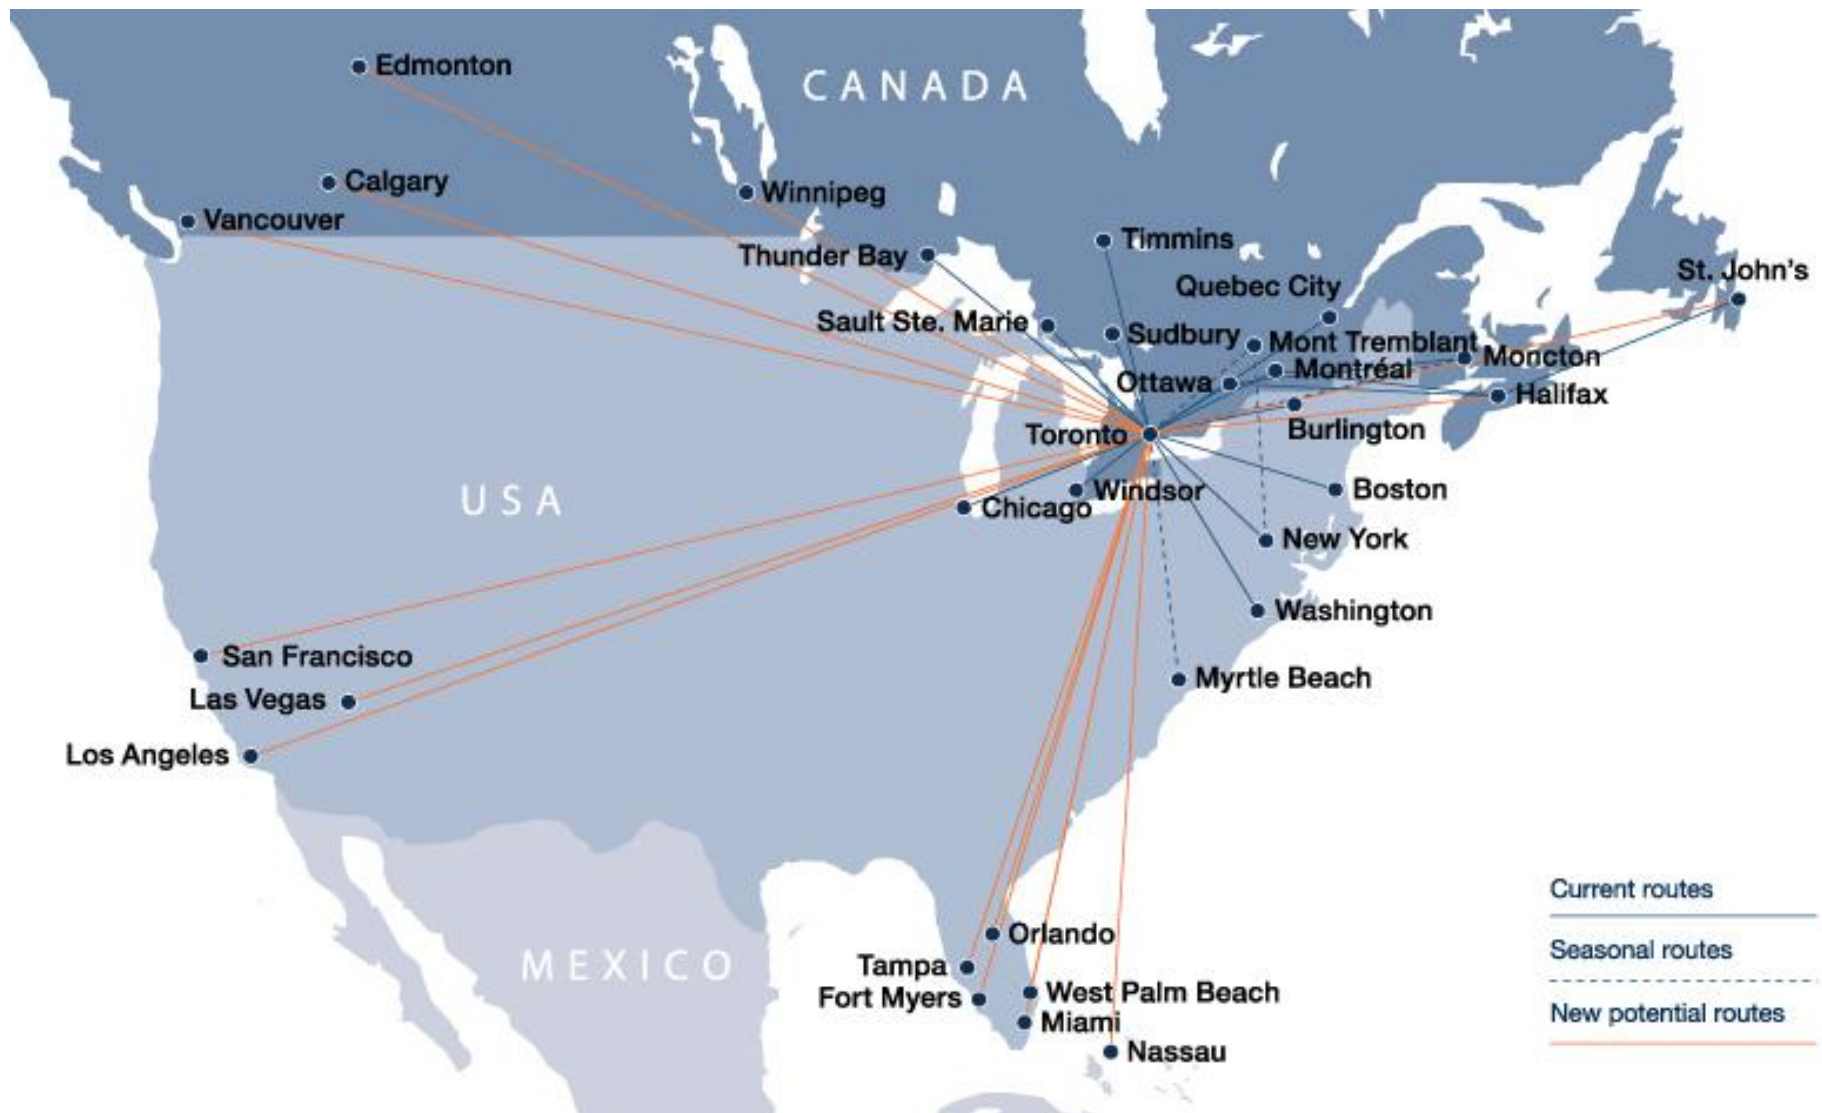 Edmonton
CANADA
Calgary
Winnipeg
Vancouver
Timmins
Thunder Bay
St. John's
Quebec City
Sault Ste. Marie
Sudbury
Mont Tremblant
Moncton
Montréal
Ottawa
Halifax
Toronto
Burlington
USA
Windsor
Boston
Chicago
New York
Washington
San Francisco
Myrtle Beach
Las Vegas
Los Angeles
Current routes
Orlando
Seasonal routes
MEXICO
Tampa
West Palm Beach
Fort Myers
New potential routes
Miami
Nassau